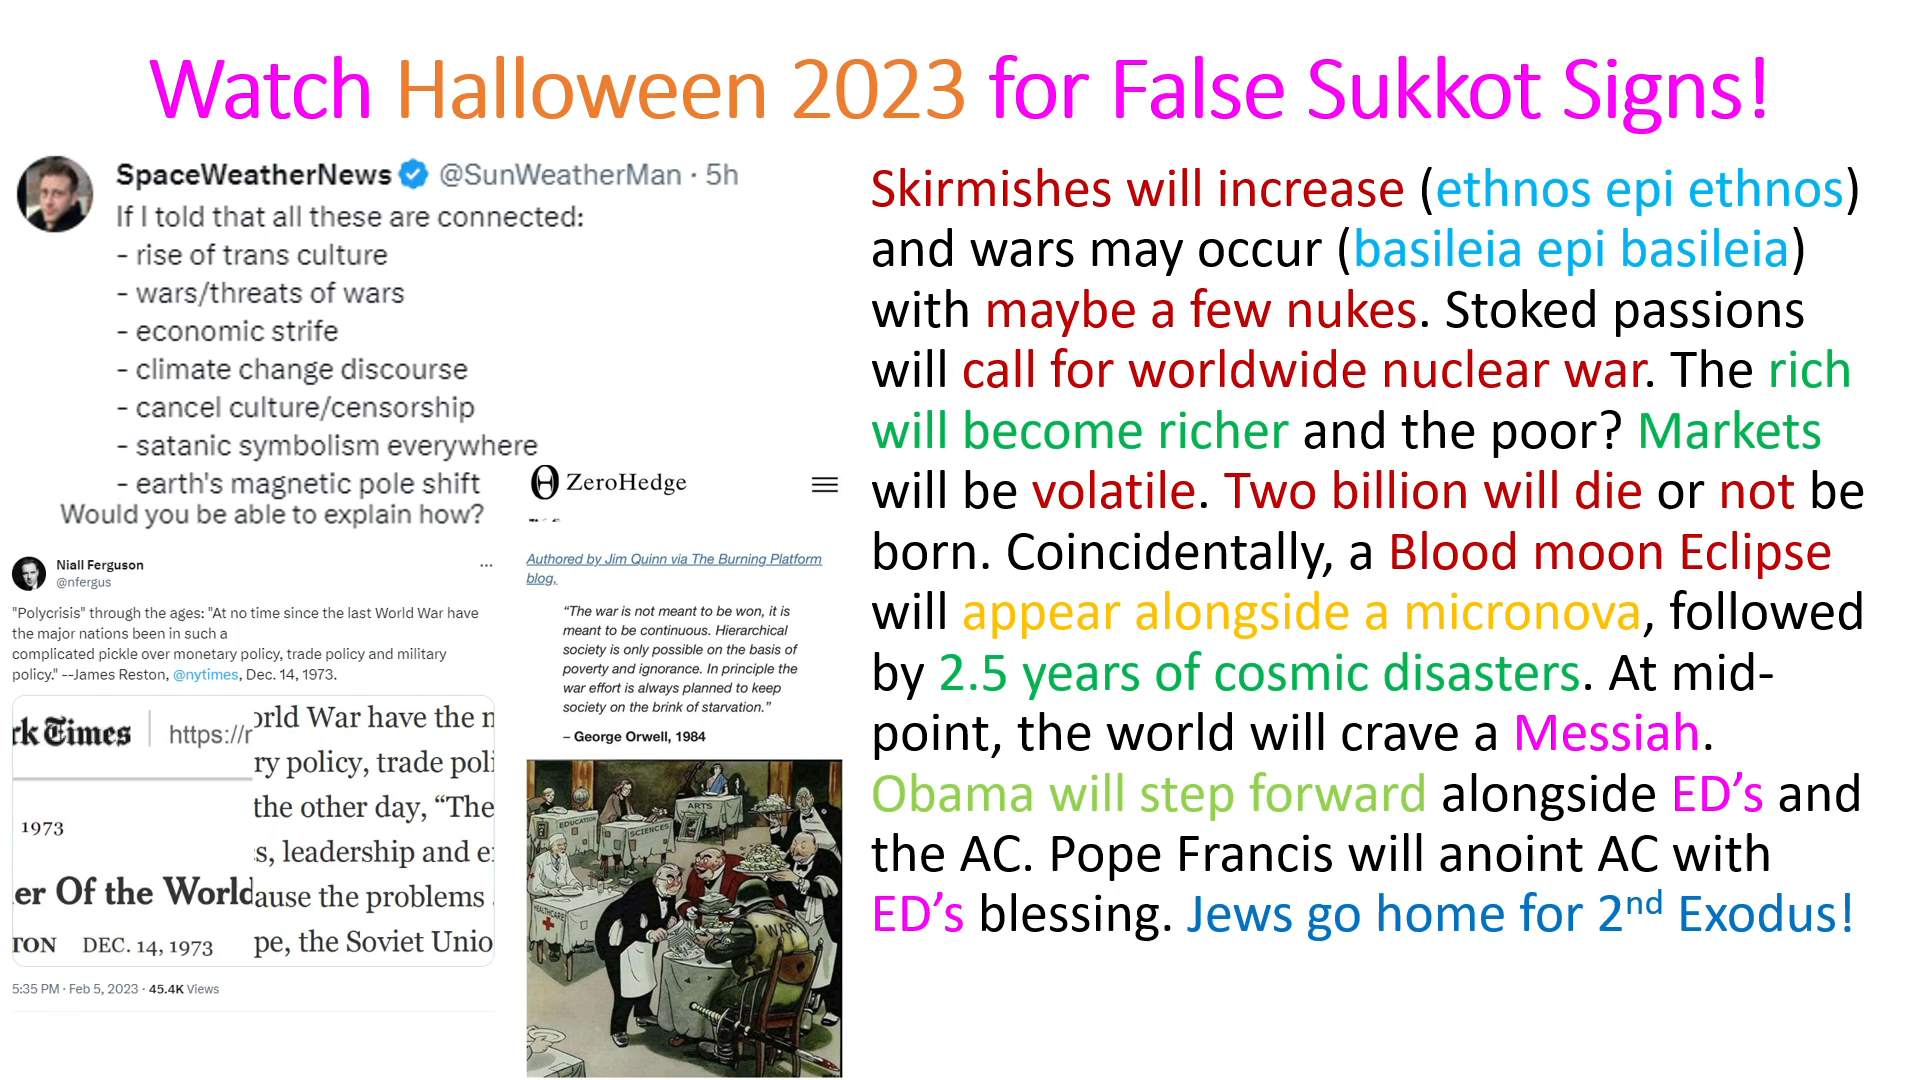 Watch Halloween 2023 for False Sukkot Signs!
SpaceWeatherNews @SunWeatherMan · 5h
If I told that all these are connected:
- rise of trans culture
- wars/threats of wars
- economic strife
- climate change discourse
- cancel culture/censorship
- satanic symbolism everywhere
- earth's magnetic pole shift
Would you be able to explain how?
Niall Ferguson
@nfergus
"Polycrisis" through the ages: "At no time since the last World War have
the major nations been in such a
complicated pickle over monetary policy, trade policy and military
policy." --James Reston, @nytimes, Dec. 14, 1973.
rk Times
https://r
1973
er Of the World
TON DEC. 14, 1973
orld War have the n
ry policy, trade poli
the other day, “The
s, leadership and e
ause the problems
pe, the Soviet Unio
5:35 PM · Feb 5, 2023 · 45.4K Views
ZeroHedge
Authored by Jim Quinn via The Burning Platform
blog,
“The war is not meant to be won, it is
meant to be continuous. Hierarchical
society is only possible on the basis of
poverty and ignorance. In principle the
war effort is always planned to keep
society on the brink of starvation.”
– George Orwell, 1984
EDUCATION
SCIENCES
ARTS
HEALTHCARE
WAR
Skirmishes will increase (ethnos epi ethnos)
and wars may occur (basileia epi basileia)
with maybe a few nukes. Stoked passions
will call for worldwide nuclear war. The rich
will become richer and the poor? Markets
will be volatile. Two billion will die or not be
born. Coincidentally, a Blood moon Eclipse
will appear alongside a micronova, followed
by 2.5 years of cosmic disasters. At mid-
point, the world will crave a Messiah.
Obama will step forward alongside ED’s and
the AC. Pope Francis will anoint AC with
ED’s blessing. Jews go home for 2nd Exodus!